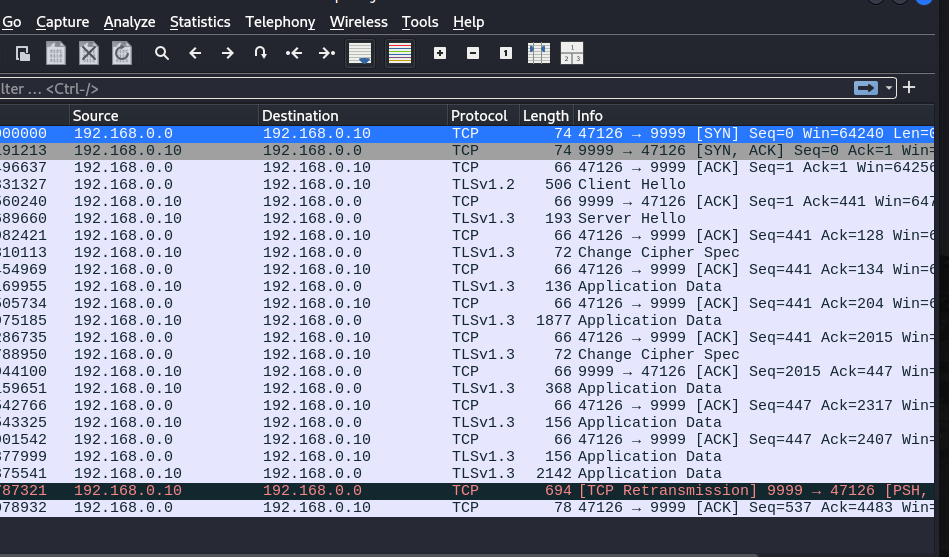 Go Capture Analyze Statistics Telephony Wireless Tools Help
1
1
2 3
lter … <Ctrl-/>
Source Destination Protocol Length Info
000000 192.168.0.0 192.168.0.10 TCP 74 47126 → 9999 [SYN] Seq=0 Win=64240 Len=0
191213 192.168.0.10 192.168.0.0 TCP 74 9999 → 47126 [SYN, ACK] Seq=0 Ack=1 Win=
496637 192.168.0.0 192.168.0.10 TCP 66 47126 → 9999 [ACK] Seq=1 Ack=1 Win=64256
331327 192.168.0.0 192.168.0.10 TLSv1.2 506 Client Hello
560240 192.168.0.10 192.168.0.0 TCP 66 9999 → 47126 [ACK] Seq=1 Ack=441 Win=647
689660 192.168.0.10 192.168.0.0 TLSv1.3 193 Server Hello
982421 192.168.0.0 192.168.0.10 TCP 66 47126 → 9999 [ACK] Seq=441 Ack=128 Win=6
310113 192.168.0.10 192.168.0.0 TLSv1.3 72 Change Cipher Spec
454969 192.168.0.0 192.168.0.10 TCP 66 47126 → 9999 [ACK] Seq=441 Ack=134 Win=6
169955 192.168.0.10 192.168.0.0 TLSv1.3 136 Application Data
505734 192.168.0.0 192.168.0.10 TCP 66 47126 → 9999 [ACK] Seq=441 Ack=204 Win=6
975185 192.168.0.10 192.168.0.0 TLSv1.3 1877 Application Data
286735 192.168.0.0 192.168.0.10 TCP 66 47126 → 9999 [ACK] Seq=441 Ack=2015 Win=
788950 192.168.0.0 192.168.0.10 TLSv1.3 72 Change Cipher Spec
944100 192.168.0.10 192.168.0.0 TCP 66 9999 → 47126 [ACK] Seq=2015 Ack=447 Win=
159651 192.168.0.10 192.168.0.0 TLSv1.3 368 Application Data
542766 192.168.0.0 192.168.0.10 TCP 66 47126 → 9999 [ACK] Seq=447 Ack=2317 Win=
543325 192.168.0.10 192.168.0.0 TLSv1.3 156 Application Data
901542 192.168.0.0 192.168.0.10 TCP 66 47126 → 9999 [ACK] Seq=447 Ack=2407 Win=
877999 192.168.0.0 192.168.0.10 TLSv1.3 156 Application Data
875541 192.168.0.10 192.168.0.0 TLSv1.3 2142 Application Data
787321 192.168.0.10 192.168.0.0 TCP 694 [TCP Retransmission] 9999 → 47126 [PSH,
978932 192.168.0.0 192.168.0.10 TCP 78 47126 → 9999 [ACK] Seq=537 Ack=4483 Win=